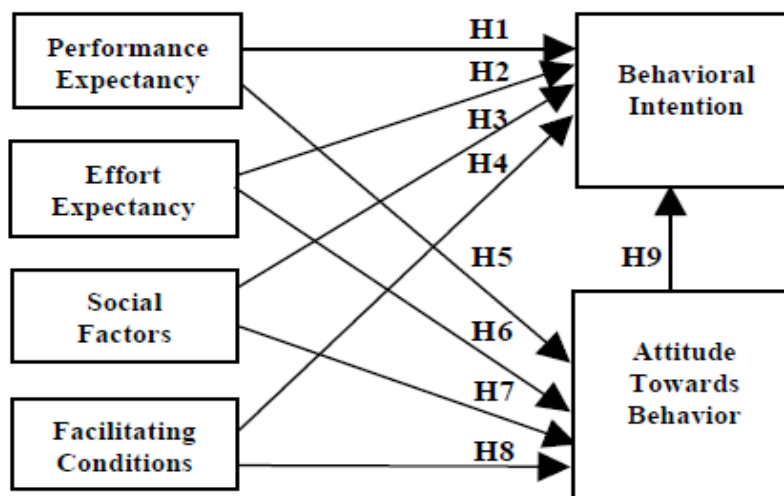 Performance
Expectancy
H1
Behavioral
Intention
H2
H3
H4
Effort
Expectancy
H5
H9
Social
Factors
H6
H7
Attitude
Towards
Behavior
Facilitating
Conditions
H8